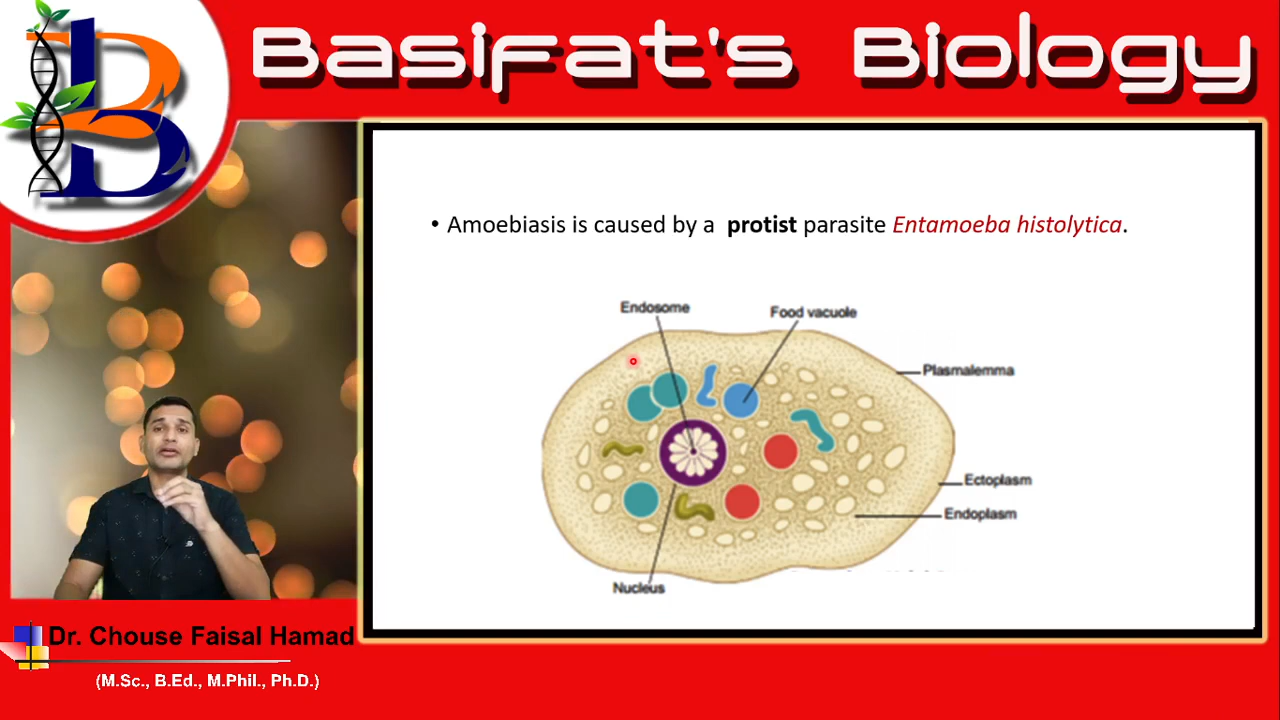 Basifat's Biology
• Amoebiasis is caused by a protist parasite Entamoeba histolytica.
Endosome
Food vacuole
Plasmalemma
Ectoplasm
Endoplasm
Nucleus
Dr. Chouse Faisal Hamad
(M.Sc., B.Ed., M.Phil., Ph.D.)